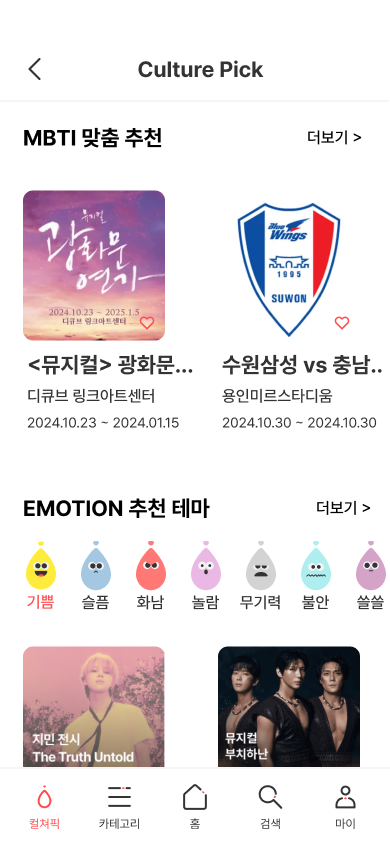 Culture Pick
MBTI 맞춤 추천
더보기 >
뮤지컬
광화문
연가
2024.10.23 ~ 2025.1.5
디큐브 링크아트센터
Blue
Wings
1995
SUWON
<뮤지컬> 광화문...
디큐브 링크아트센터
2024.10.23 ~ 2024.01.15
수원삼성 vs 충남..
용인미르스타디움
2024.10.30 ~ 2024.10.30
EMOTION 추천 테마
더보기 >
기쁨
슬픔
화남
놀람
무기력
불안
쓸쓸
지민 전시
The Truth Untold
뮤지컬
부치하난
컬쳐픽
카테고리
홈
검색
마이